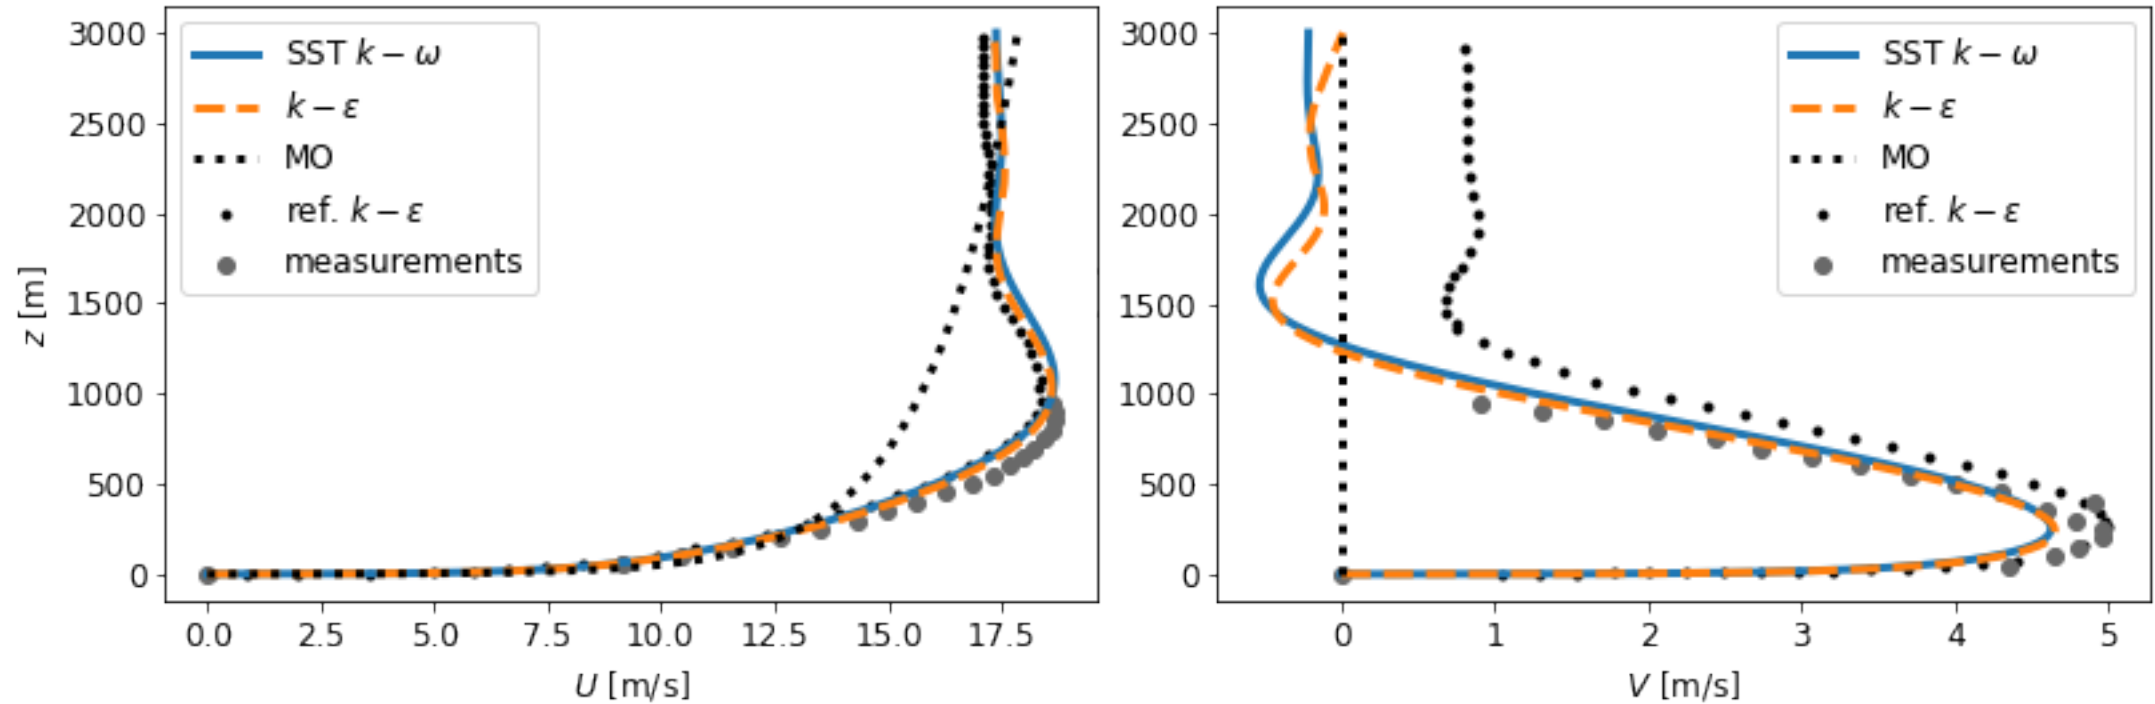 3000
2500
2000
1500
1000
500
0
z [m]
SST k − ω
k − ε
MO
ref. k − ε
measurements
0.0 2.5 5.0 7.5 10.0 12.5 15.0 17.5
U [m/s]
3000
2500
2000
1500
1000
500
0
SST k − ω
k − ε
MO
ref. k − ε
measurements
0 1 2 3 4 5
V [m/s]